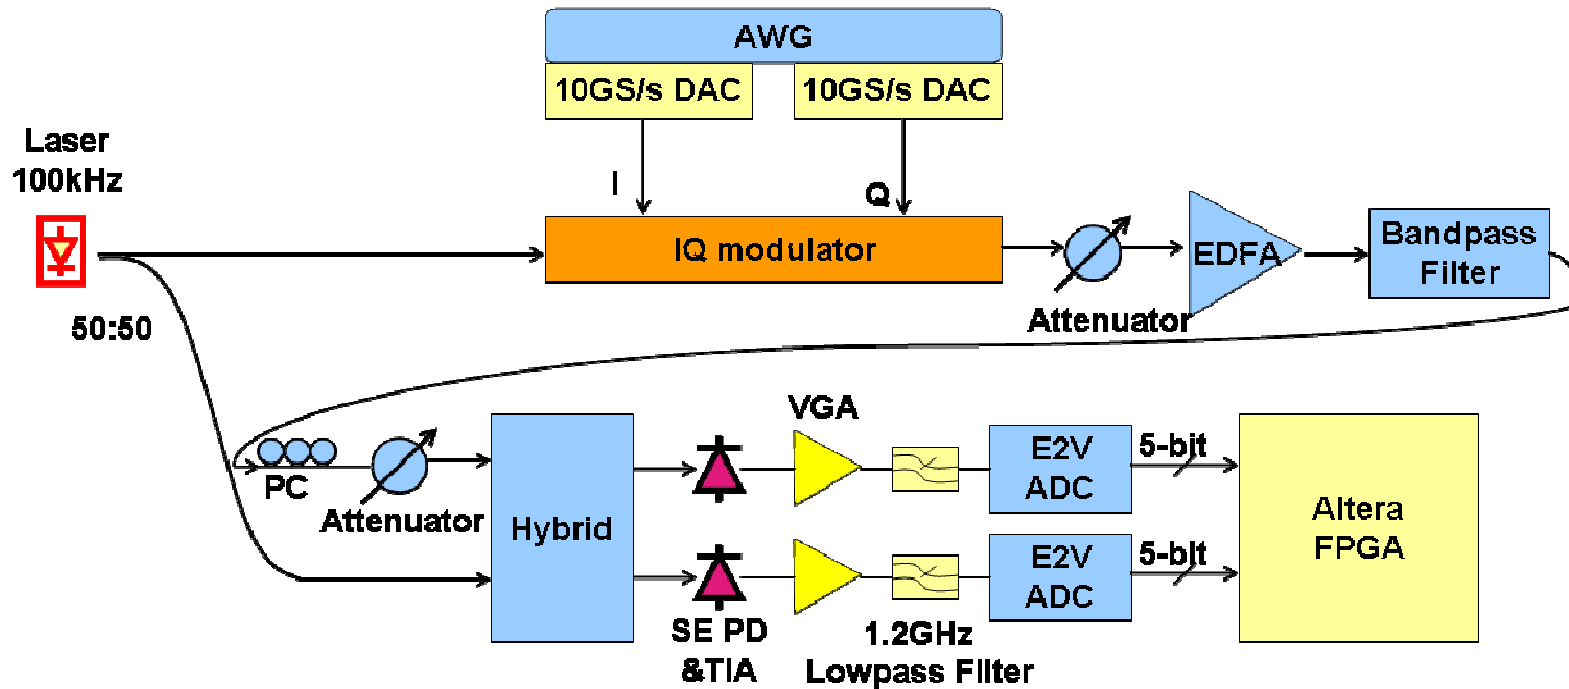 AWG
10GS/s DAC
10GS/s DAC
Laser
100kHz
I
Q
IQ modulator
EDFA
Bandpass
Filter
Attenuator
50:50
VGA
PC
Attenuator
Hybrid
E2V
ADC
5-bit
Altera
FPGA
E2V
ADC
5-bit
SE PD
&TIA
1.2GHz
Lowpass Filter